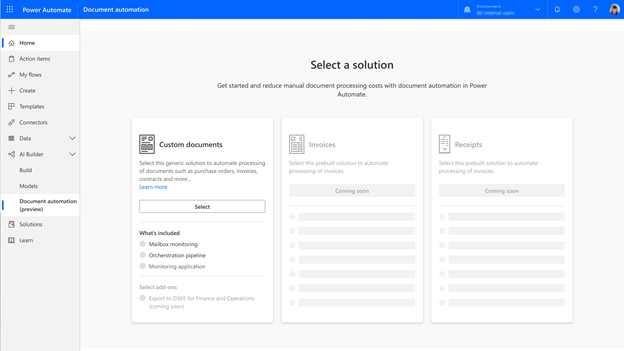 Power Automate
Document automation
Environment
All internal users
?
Home
Action items
My flows
Create
Templates
Connectors
Data
AI Builder
Build
Models
Document automation
(preview)
Solutions
Learn
Select a solution
Get started and reduce manual document processing costs with document automation in Power
Automate.
Custom documents
Select this generic solution to automate processing
of documents such as purchase orders, invoices,
contracts and more...
Learn more
Select
What's included
Mailbox monitoring
Orcherstration pipeline
Monitoring application
Select add-ons
Export to D365 for Finance and Operations
(coming soon)
Invoices
Select this prebuilt solution to automate
processing of invoices.
Coming soon
Receipts
Select this prebuilt solution to automate
processing of invoices.
Coming soon